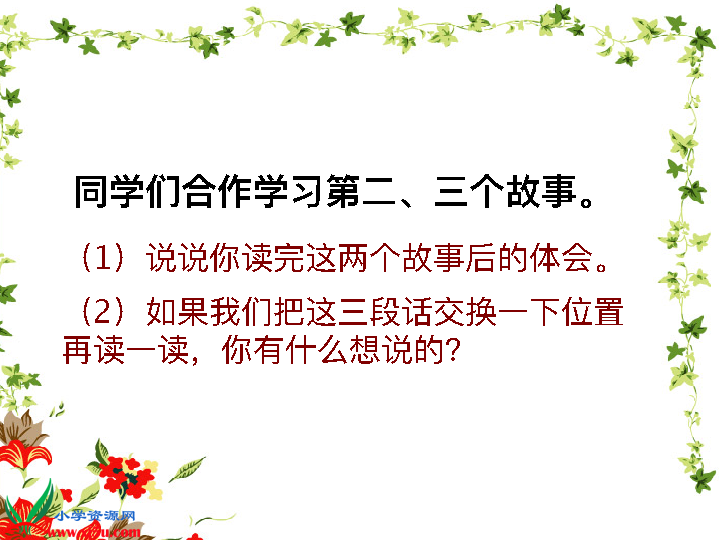 同学们合作学习第二、三个故事。
（1）说说你读完这两个故事后的体会。
（2）如果我们把这三段话交换一下位置
再读一读，你有什么想说的？
小学资源网